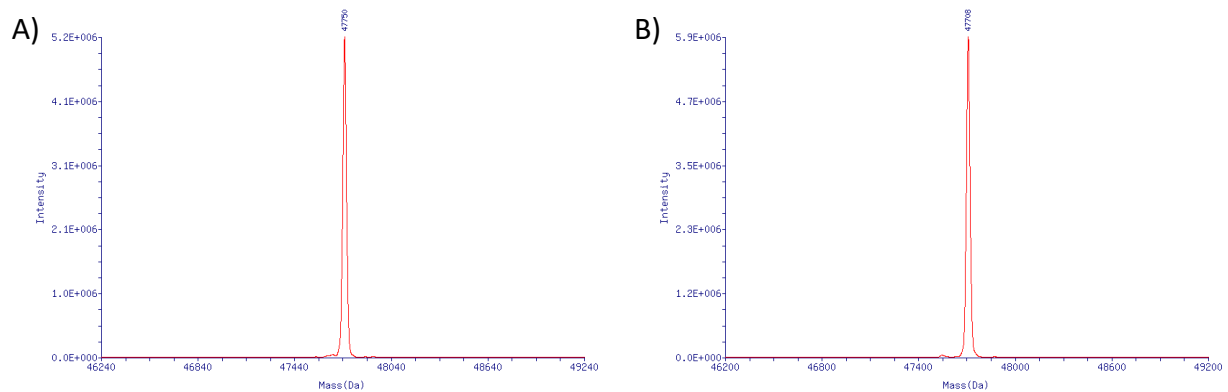 A)
47750
5.2E+006
4.1E+006
3.1E+006
2.1E+006
1.0E+006
0.0E+000
Intensity
46240 46840 47440 48040 48640 49240
Mass(Da)
B)
47708
5.9E+006
4.7E+006
3.5E+006
2.3E+006
1.2E+006
0.0E+000
Intensity
46200 46800 47400 48000 48600 49200
Mass(Da)